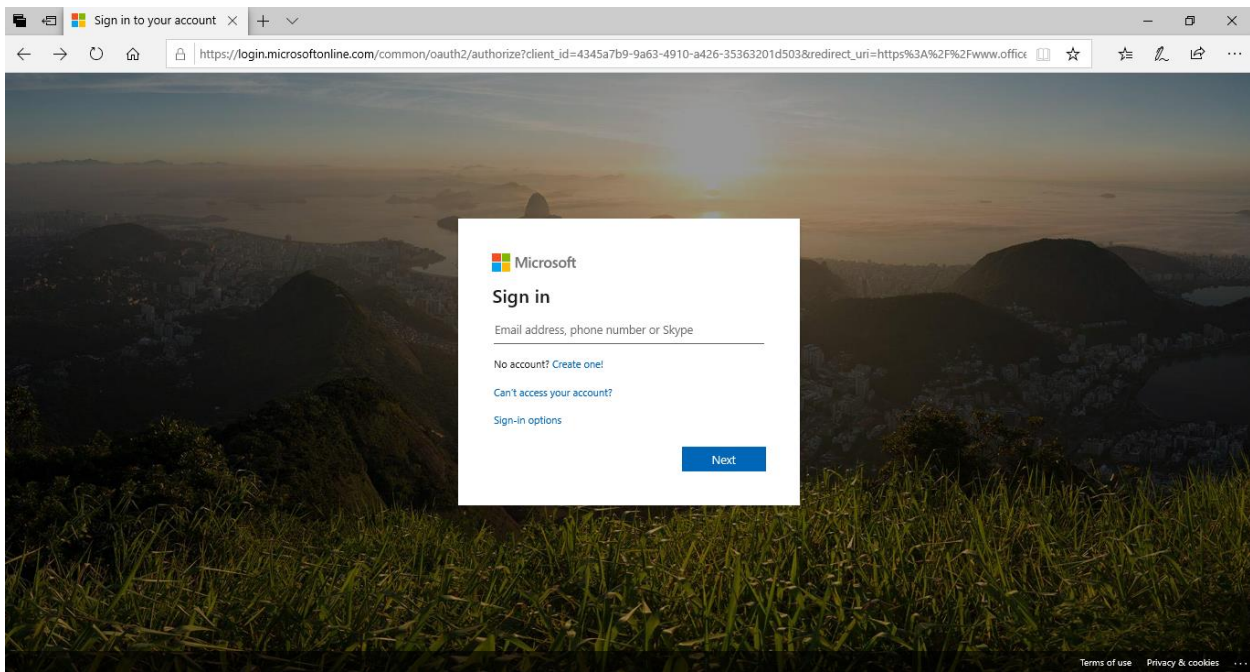 Sign in to your account
https://login.microsoftonline.com/common/oauth2/authorize?client_id=4345a7b9-9a63-4910-a426-35363201d503&redirect_uri=https%3A%2F%2Fwww.office
Microsoft
Sign in
Email address, phone number or Skype
No account? Create one!
Can't access your account?
Sign-in options
Next
Terms of use Privacy & cookies ...